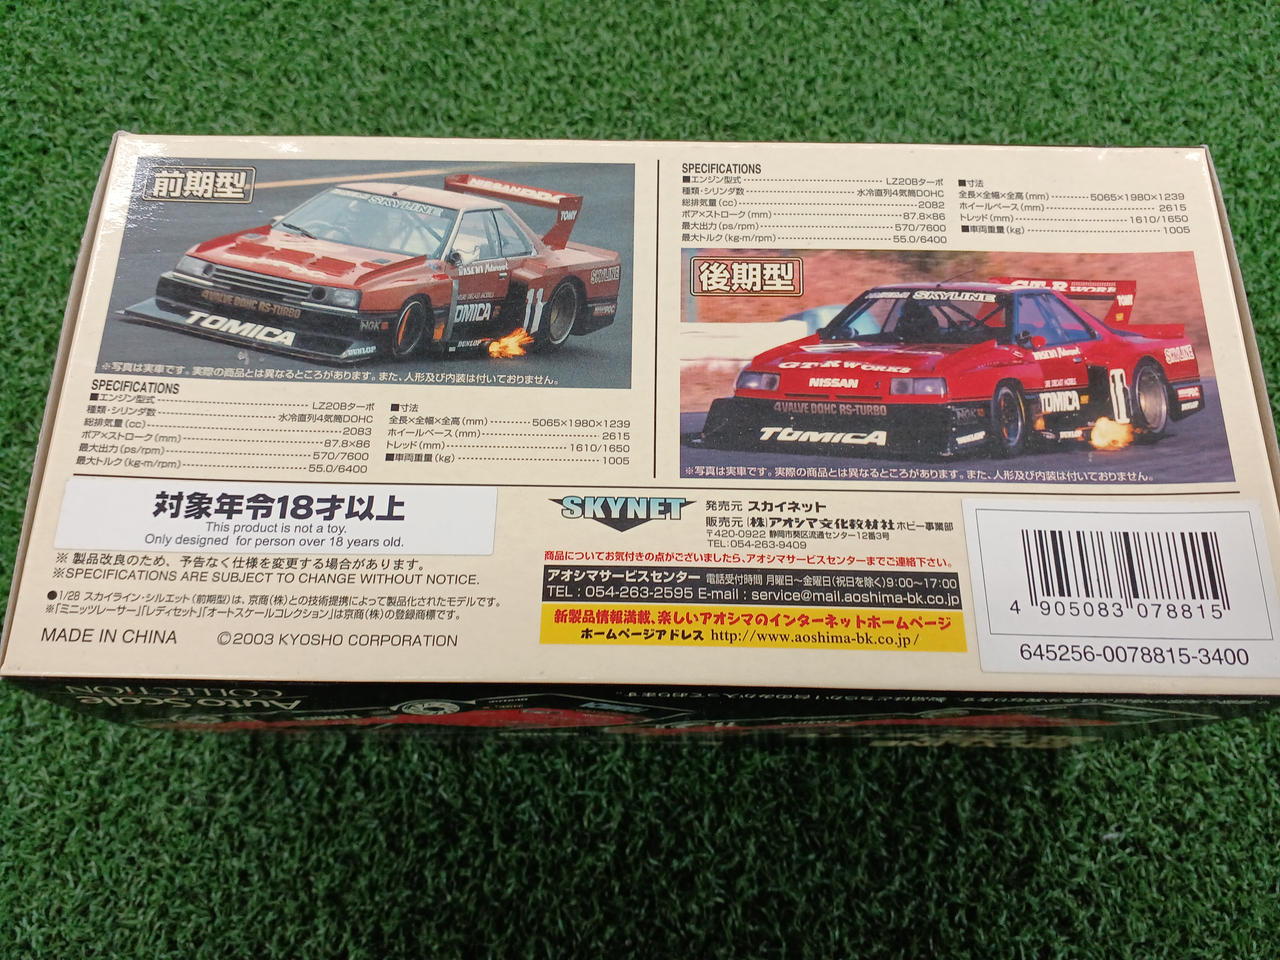 前期型
SKYLINE
TOMY
SKYLINE
4VALVE DOHC RS-TURBO
TOMICA
NGK
DUNLOP
TOMICA
DUNLOP
11
※写真は実車です。実際の商品とは異なるところがあります。また、人形及び内装は付いておりません。
SPECIFICATIONS
■エンジン型式 LZ20Bターボ
種類・シリンダ数 水冷直列4気筒DOHC
総排気量(cc) 2083
ボア×ストローク(mm) 87.8×86
最大出力(ps/rpm) 570/7600
最大トルク(kg-m/rpm) 55.0/6400
■寸法
全長×全幅×全高(mm) 5065×1980×1239
ホイールベース(mm) 2615
トレッド(mm) 1610/1650
■車両重量(kg) 1005
SPECIFICATIONS
■エンジン型式 LZ20Bターボ
種類・シリンダ数 水冷直列4気筒DOHC
総排気量(cc) 2082
ボア×ストローク(mm) 87.8×86
最大出力(ps/rpm) 570/7600
最大トルク(kg-m/rpm) 55.0/6400
■寸法
全長×全幅×全高(mm) 5065×1980×1239
ホイールベース(mm) 2615
トレッド(mm) 1610/1650
■車両重量(kg) 1005
後期型
SKYLINE
TOMY
SKYLINE
GT-R WORKS
NISSAN
4VALVE DOHC RS-TURBO
TOMICA
NGK
TOMICA
11
※写真は実車です。実際の商品とは異なるところがあります。また、人形及び内装は付いておりません。
対象年令18才以上
This product is not a toy.
Only designed for person over 18 years old.
※ 製品改良のため、予告なく仕様を変更する場合があります。
※SPECIFICATIONS ARE SUBJECT TO CHANGE WITHOUT NOTICE.
●1/28 スカイライン・シルエット(前期型)は、京商(株)との技術提携によって製品化されたモデルです。
※「ミニッツレーサー」「レディセット」「オートスケールコレクション」は京商(株)の登録商標です。
MADE IN CHINA ©2003 KYOSHO CORPORATION
SKYNET
発売元 スカイネット
販売元 (株)アオシマ文化教材社 ホビー事業部
〒420-0922 静岡市葵区流通センター12番3号
TEL:054-263-9409
商品についてお気付きの点がございましたら、アオシマサービスセンターまでご連絡下さい。
アオシマサービスセンター 電話受付時間 月曜日〜金曜日(祝日を除く)9:00〜17:00
TEL : 054-263-2595 E-mail : service@mail.aoshima-bk.co.jp
新製品情報満載、楽しいアオシマのインターネットホームページ
ホームページアドレス http://www.aoshima-bk.co.jp/
4 905083 078815
645256-0078815-3400
Auto Scale
COLLECTION